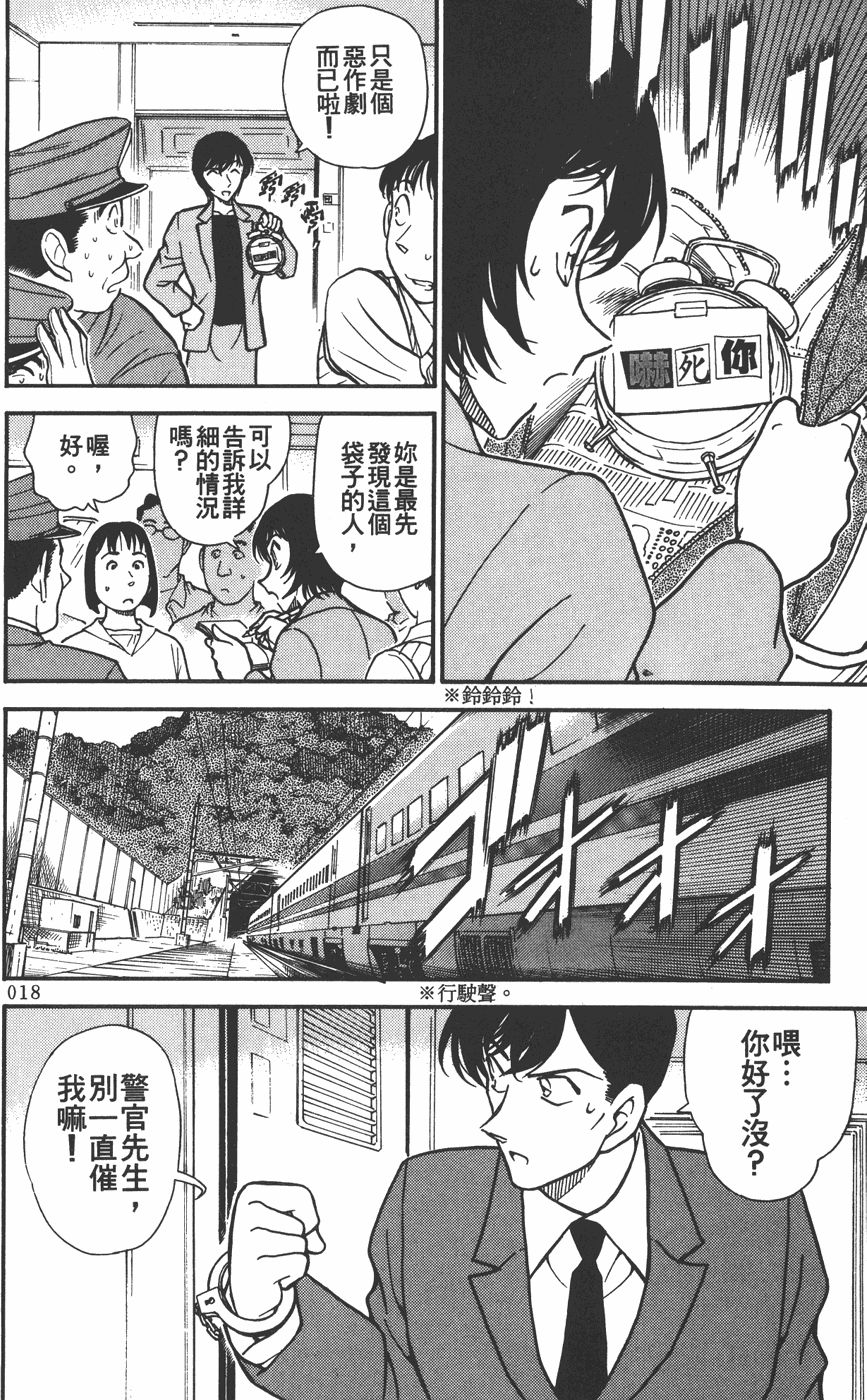 嚇死你
※鈴鈴鈴！
只是個
惡作劇
而已啦！
鈴
鈴
鈴
妳是最先
發現這個
袋子的人，
可以
告訴我詳
細的情況
嗎？
喔，
好。
ゴオオオ
※行駛聲。
018
喂…
你好了沒？
警官先生，
別一直催
我嘛！